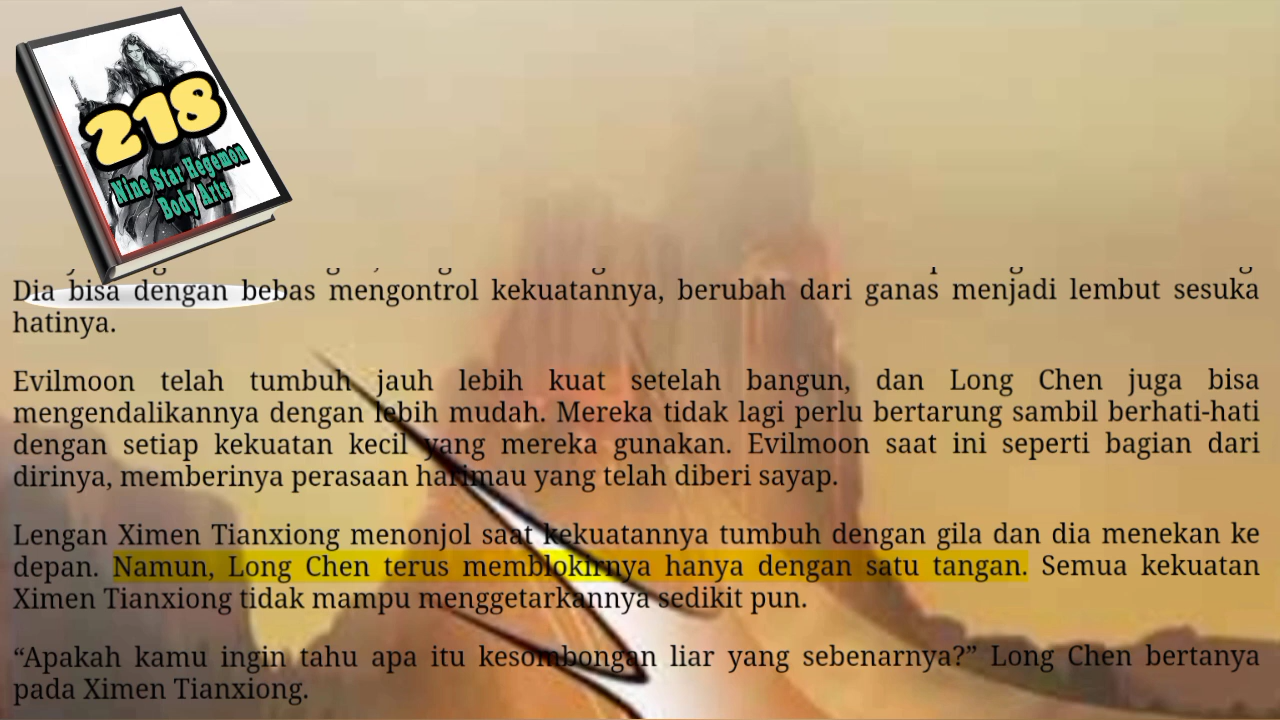 218
Nine Star Hegemon
Body Arts
Dia bisa dengan bebas mengontrol kekuatannya, berubah dari ganas menjadi lembut sesuka
hatinya.
Evilmoon telah tumbuh jauh lebih kuat setelah bangun, dan Long Chen juga bisa
mengendalikannya dengan lebih mudah. Mereka tidak lagi perlu bertarung sambil berhati-hati
dengan setiap kekuatan kecil yang mereka gunakan. Evilmoon saat ini seperti bagian dari
dirinya, memberinya perasaan harimau yang telah diberi sayap.
Lengan Ximen Tianxiong menonjol saat kekuatannya tumbuh dengan gila dan dia menekan ke
depan. Namun, Long Chen terus memblokirnya hanya dengan satu tangan. Semua kekuatan
Ximen Tianxiong tidak mampu menggetarkannya sedikit pun.
“Apakah kamu ingin tahu apa itu kesombongan liar yang sebenarnya?” Long Chen bertanya
pada Ximen Tianxiong.